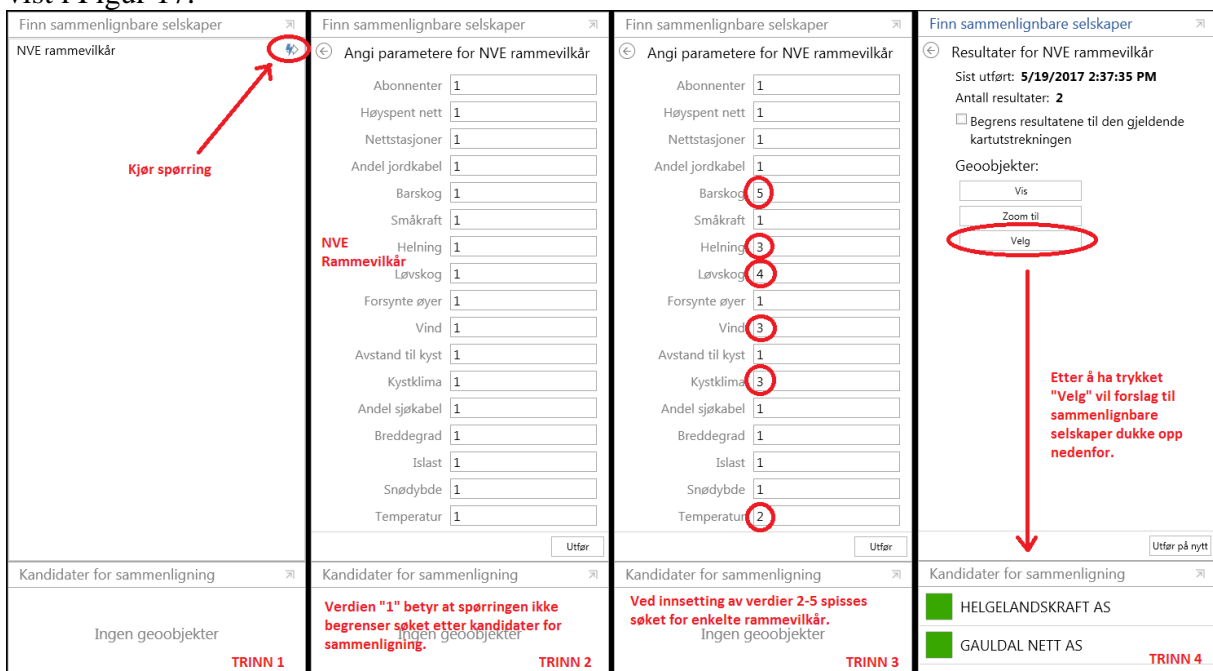 vist i Figur 17.
Finn sammenlignbare selskaper
NVE rammevilkår
Kjør spørring
Kandidater for sammenligning
Ingen geoobjekter
TRINN 1
Finn sammenlignbare selskaper
Angi parametere for NVE rammevilkår
Abonnenter 1
Høyspent nett 1
Nettstasjoner 1
Andel jordkabel 1
Barskog 1
Småkraft 1
NVE
Rammevilkår
Helning 1
Løvskog 1
Forsynte øyer 1
Vind 1
Avstand til kyst 1
Kystklima 1
Andel sjøkabel 1
Breddegrad 1
Islast 1
Snødybde 1
Temperatur 1
Utfør
Kandidater for sammenligning
Verdien "1" betyr at spørringen ikke
begrenser søket etter kandidater for
sammenligning.
Ingen geoobjekter
TRINN 2
Finn sammenlignbare selskaper
Angi parametere for NVE rammevilkår
Abonnenter 1
Høyspent nett 1
Nettstasjoner 1
Andel jordkabel 1
Barskog 5
Småkraft 1
Helning 3
Løvskog 4
Forsynte øyer 1
Vind 3
Avstand til kyst 1
Kystklima 3
Andel sjøkabel 1
Breddegrad 1
Islast 1
Snødybde 1
Temperatur 2
Utfør
Kandidater for sammenligning
Ved innsetting av verdier 2-5 spisses
søket for enkelte rammevilkår.
Ingen geoobjekter
TRINN 3
Finn sammenlignbare selskaper
Resultater for NVE rammevilkår
Sist utført: 5/19/2017 2:37:35 PM
Antall resultater: 2
Begrens resultatene til den gjeldende
kartutstrekningen
Geoobjekter:
Vis
Zoom til
Velg
Etter å ha trykket
"Velg" vil forslag til
sammenlignbare
selskaper dukke opp
nedenfor.
Utfør på nytt
Kandidater for sammenligning
HELGELANDSKRAFT AS
GAULDAL NETT AS
TRINN 4